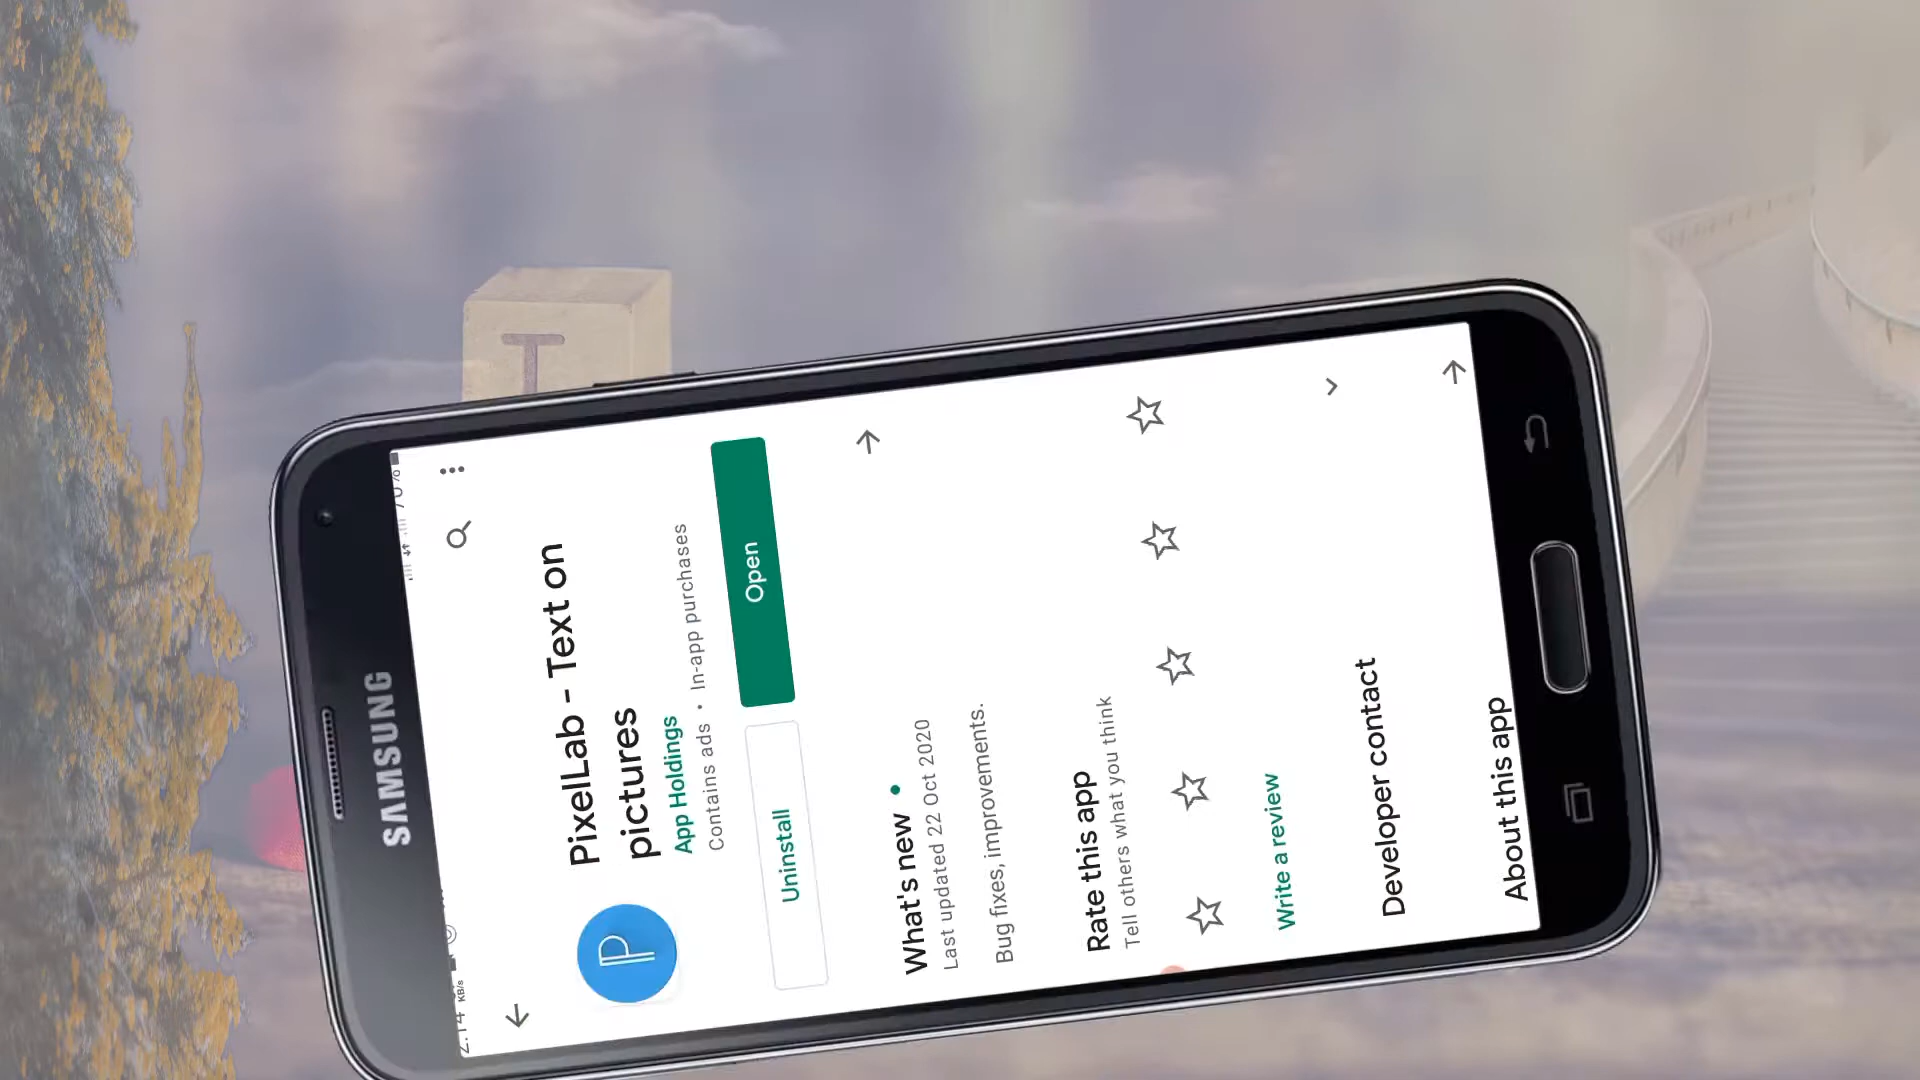 T
SAMSUNG
PixelLab - Text on
pictures
App Holdings
Contains ads • In-app purchases
Uninstall
Open
What's new •
Last updated 22 Oct 2020
Bug fixes, improvements.
Rate this app
Tell others what you think
Write a review
Developer contact
About this app